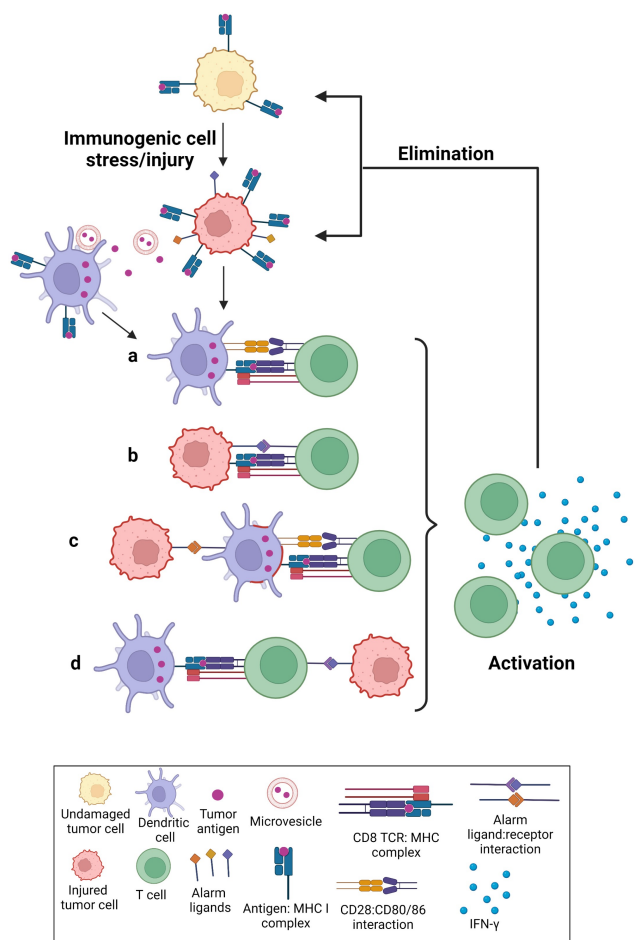 Immunogenic cell
stress/injury
Elimination
a
b
c
d
Activation
Undamaged
tumor cell
Dendritic
cell
Tumor
antigen
Microvesicle
CD8 TCR: MHC
complex
Alarm
ligand:receptor
interaction
Injured
tumor cell
T cell
Alarm
ligands
Antigen: MHC I
complex
CD28:CD80/86
interaction
IFN-γ